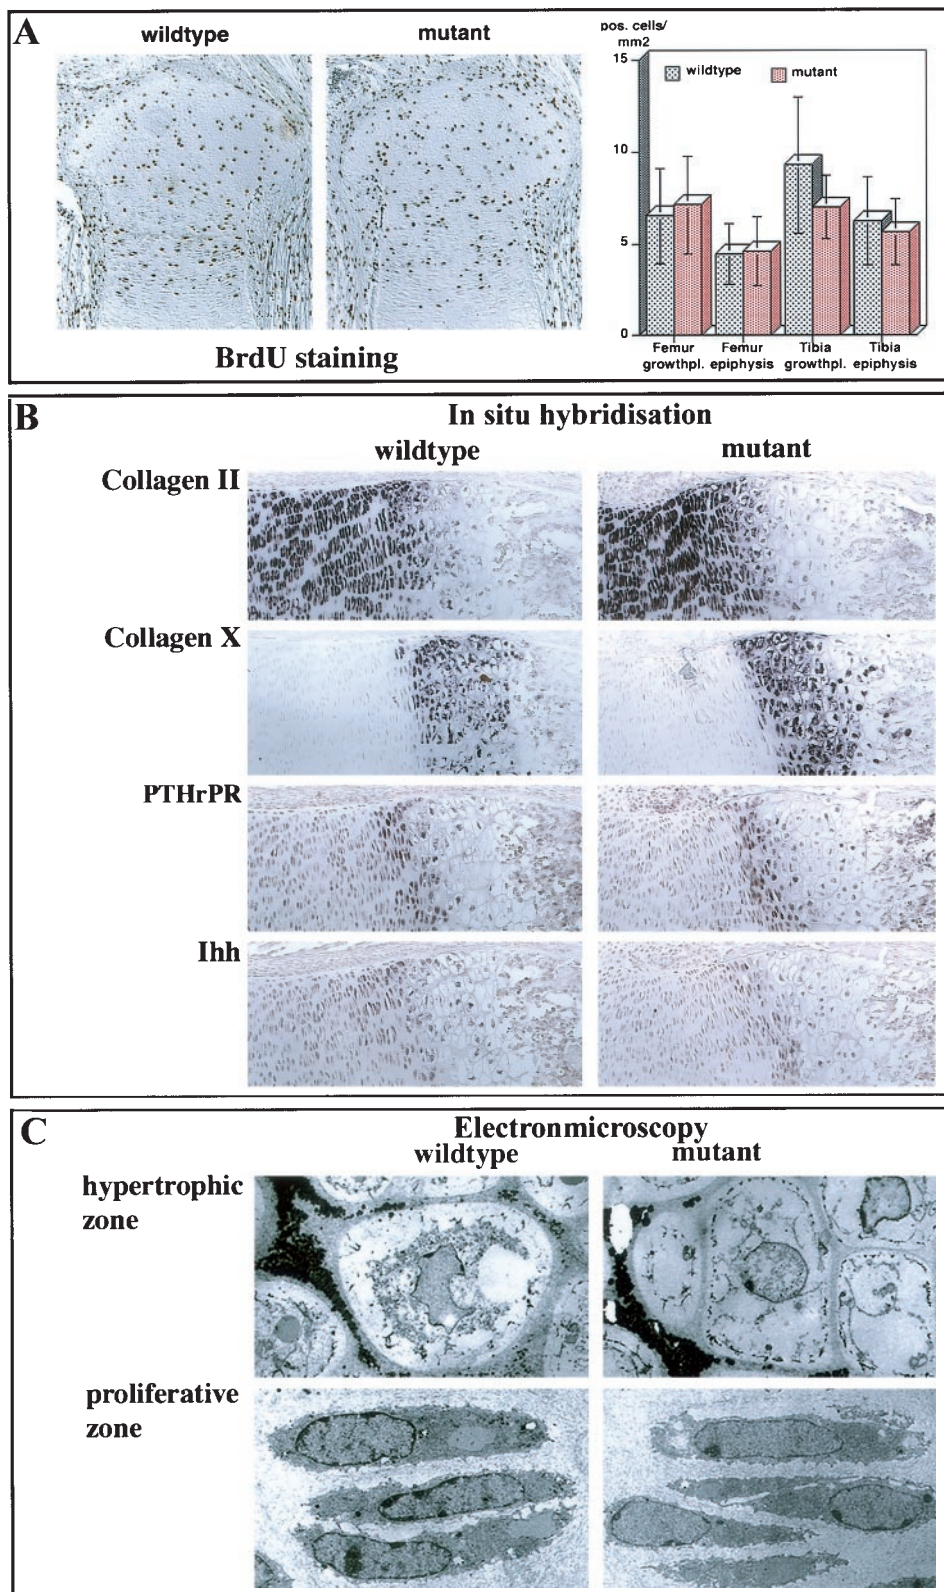 A
wildtype
mutant
BrdU staining
pos. cells/
mm2
15
10
5
0
wildtype
mutant
Femur growthpl.
Femur epiphysis
Tibia growthpl.
Tibia epiphysis
B
In situ hybridisation
wildtype
mutant
Collagen II
Collagen X
PTHrPR
Ihh
C
Electronmicroscopy
wildtype
mutant
hypertrophic
zone
proliferative
zone